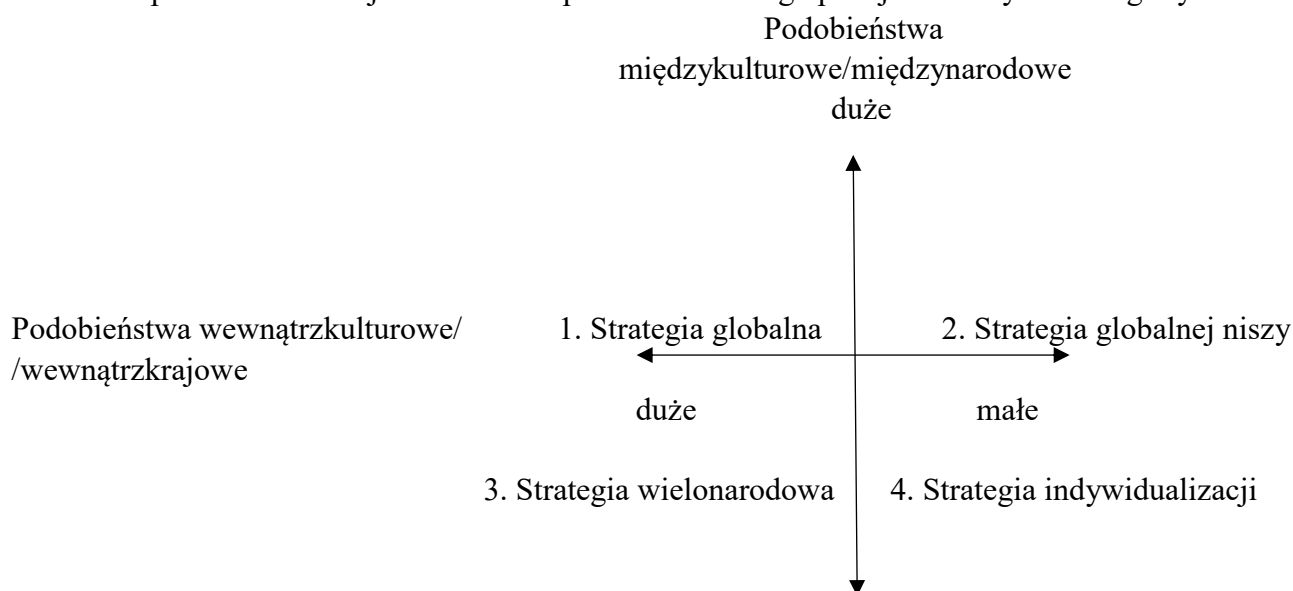 Podobieństwa
międzykulturowe/międzynarodowe
duże
Podobieństwa wewnątrzkulturowe/
/wewnątrzkrajowe
1. Strategia globalna
2. Strategia globalnej niszy
duże
małe
3. Strategia wielonarodowa
4. Strategia indywidualizacji